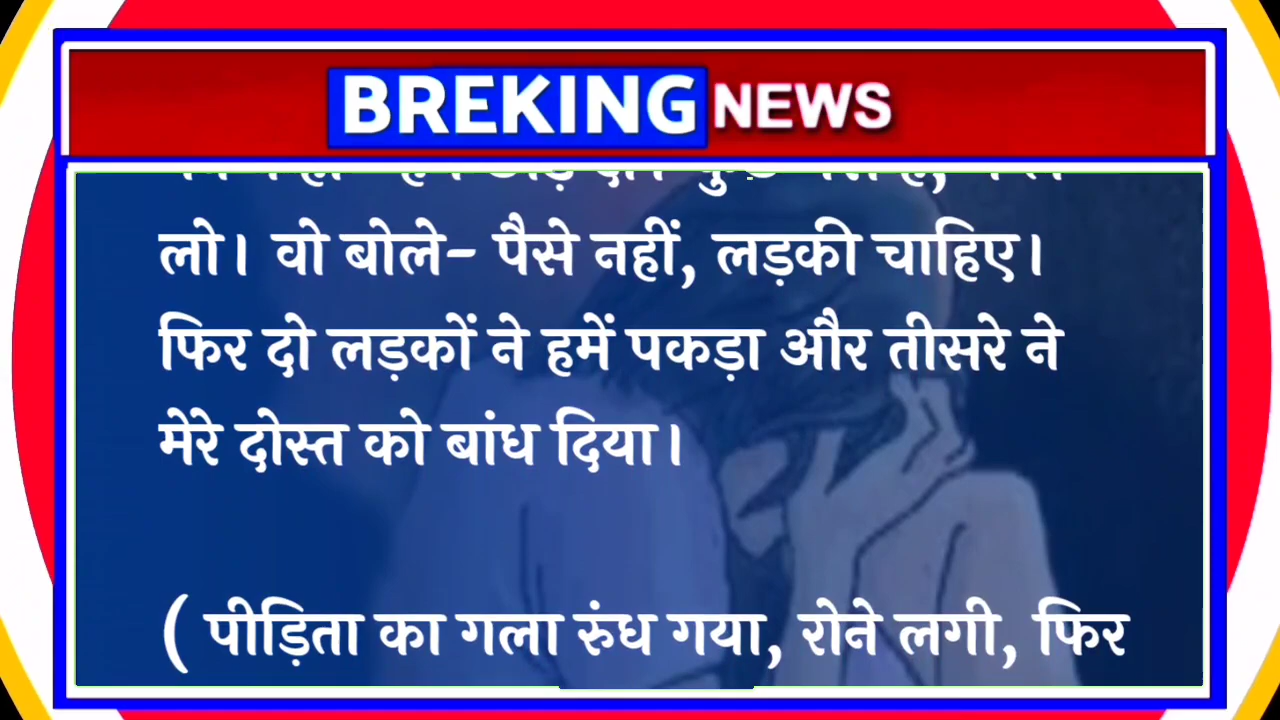 BREKING NEWS
लो। वो बोले- पैसे नहीं, लड़की चाहिए।
फिर दो लड़कों ने हमें पकड़ा और तीसरे ने
मेरे दोस्त को बांध दिया।
( पीड़िता का गला रुंध गया, रोने लगी, फिर